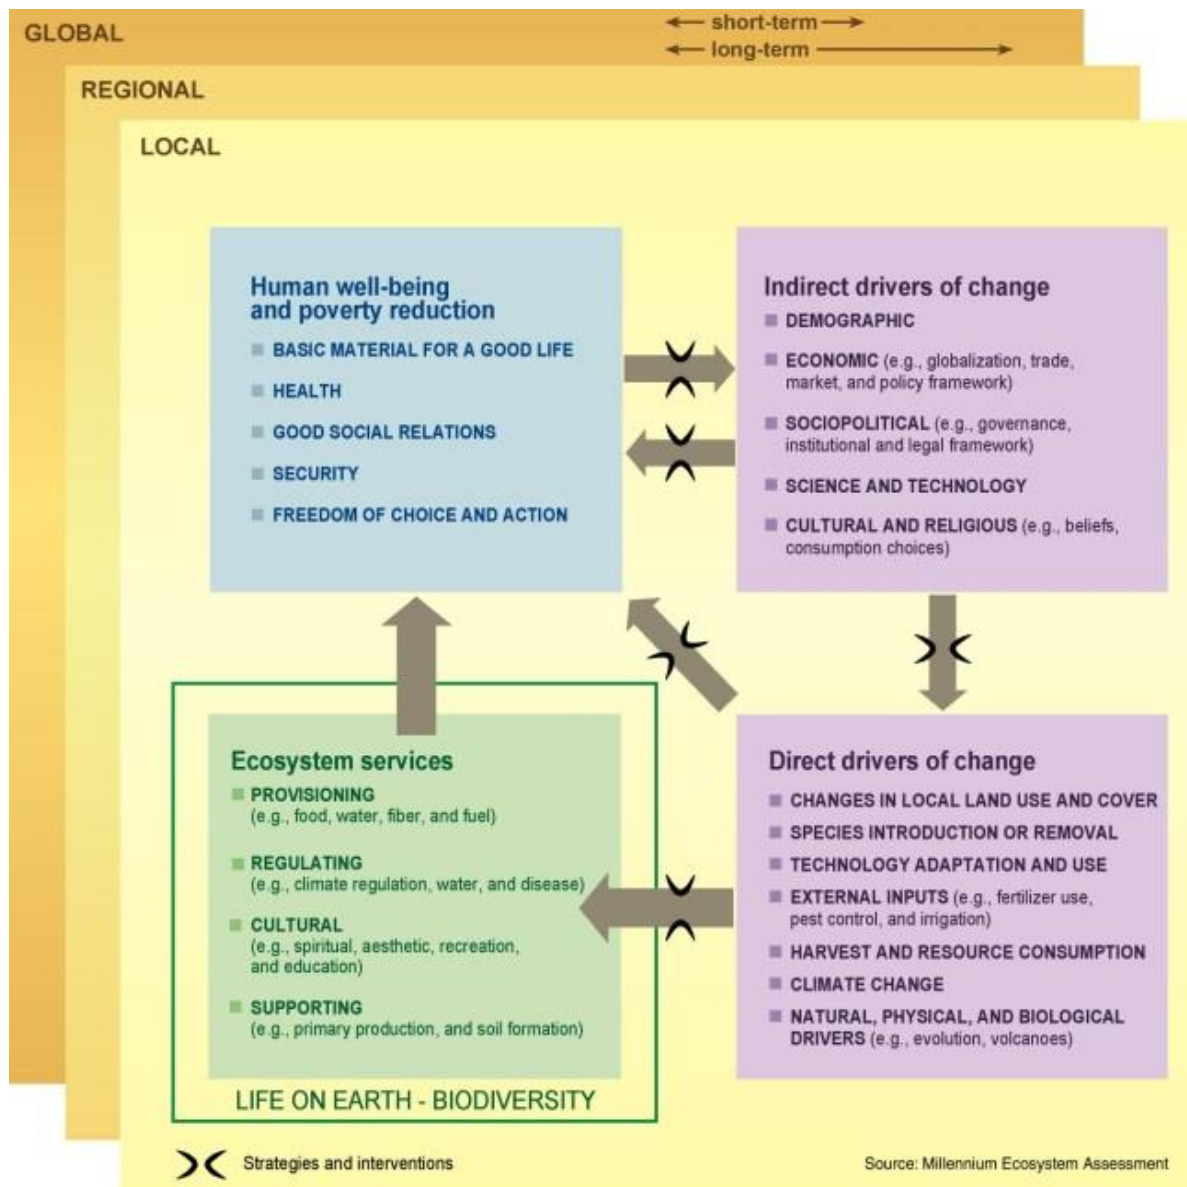 GLOBAL
short-term
long-term
REGIONAL
LOCAL
Human well-being
and poverty reduction
BASIC MATERIAL FOR A GOOD LIFE
HEALTH
GOOD SOCIAL RELATIONS
SECURITY
FREEDOM OF CHOICE AND ACTION
Indirect drivers of change
DEMOGRAPHIC
ECONOMIC (e.g., globalization, trade,
market, and policy framework)
SOCIOPOLITICAL (e.g., governance,
institutional and legal framework)
SCIENCE AND TECHNOLOGY
CULTURAL AND RELIGIOUS (e.g., beliefs,
consumption choices)
Ecosystem services
PROVISIONING
(e.g., food, water, fiber, and fuel)
REGULATING
(e.g., climate regulation, water, and disease)
CULTURAL
(e.g., spiritual, aesthetic, recreation,
and education)
SUPPORTING
(e.g., primary production, and soil formation)
LIFE ON EARTH - BIODIVERSITY
Direct drivers of change
CHANGES IN LOCAL LAND USE AND COVER
SPECIES INTRODUCTION OR REMOVAL
TECHNOLOGY ADAPTATION AND USE
EXTERNAL INPUTS (e.g., fertilizer use,
pest control, and irrigation)
HARVEST AND RESOURCE CONSUMPTION
CLIMATE CHANGE
NATURAL, PHYSICAL, AND BIOLOGICAL
DRIVERS (e.g., evolution, volcanoes)
Strategies and interventions
Source: Millennium Ecosystem Assessment